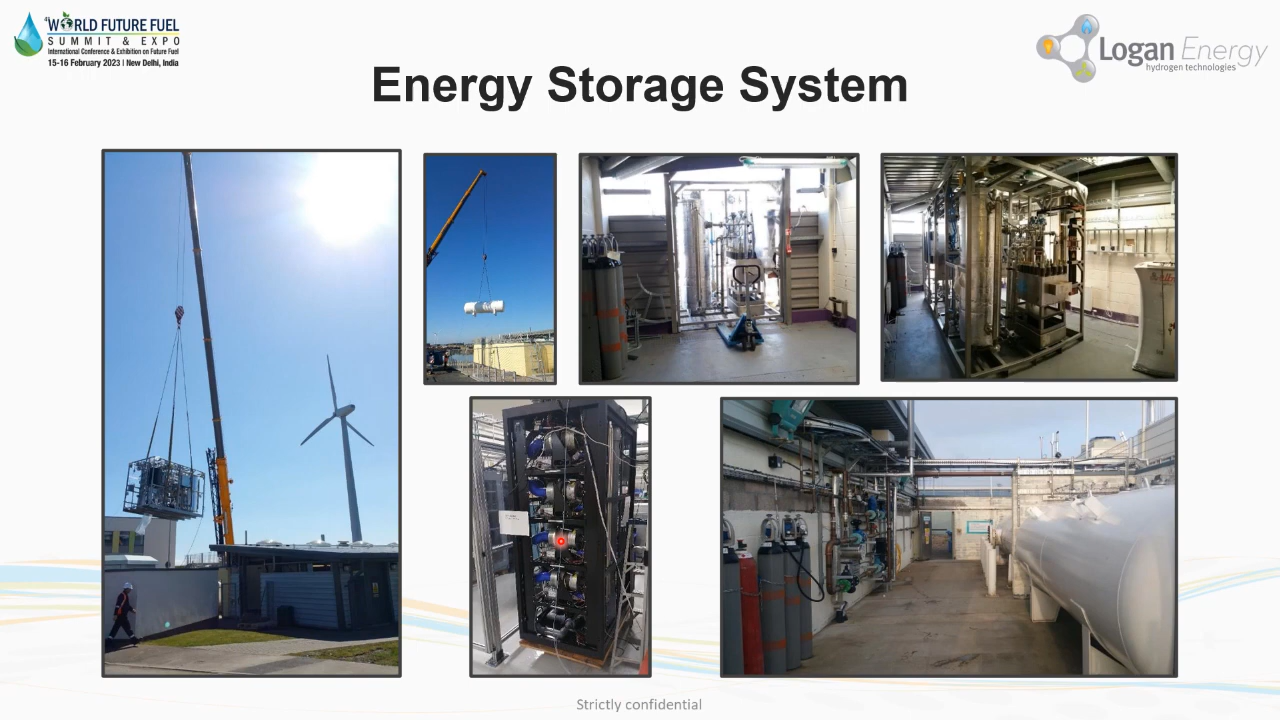 4th WORLD FUTURE FUEL
SUMMIT & EXPO
International Conference & Exhibition on Future Fuel
15-16 February 2023 | New Delhi, India
Logan Energy
hydrogen technologies
Energy Storage System
Strictly confidential